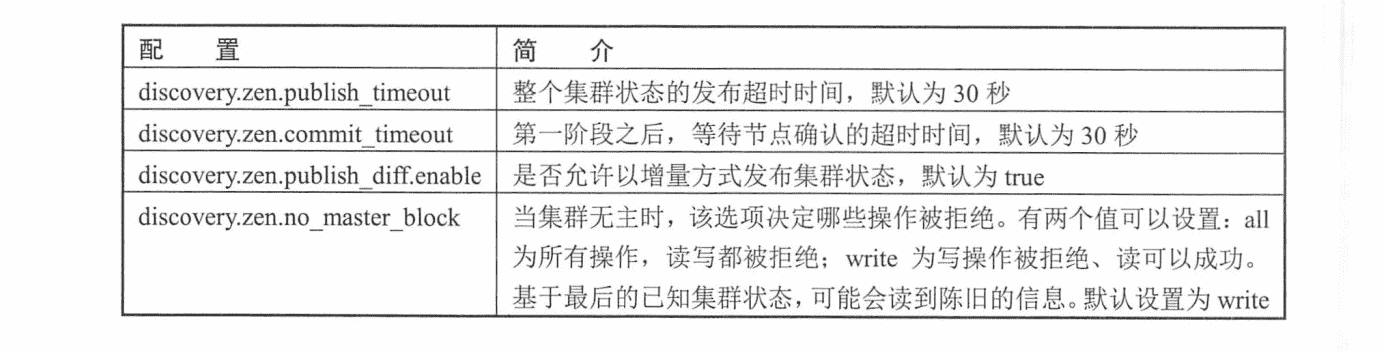 配 置 简 介
discovery.zen.publish_timeout 整个集群状态的发布超时时间，默认为 30 秒
discovery.zen.commit_timeout 第一阶段之后，等待节点确认的超时时间，默认为 30 秒
discovery.zen.publish_diff.enable 是否允许以增量方式发布集群状态，默认为 true
discovery.zen.no_master_block 当集群无主时，该选项决定哪些操作被拒绝。有两个值可以设置：all
为所有操作，读写都被拒绝；write 为写操作被拒绝、读可以成功。
基于最后的已知集群状态，可能会读到陈旧的信息。默认设置为 write